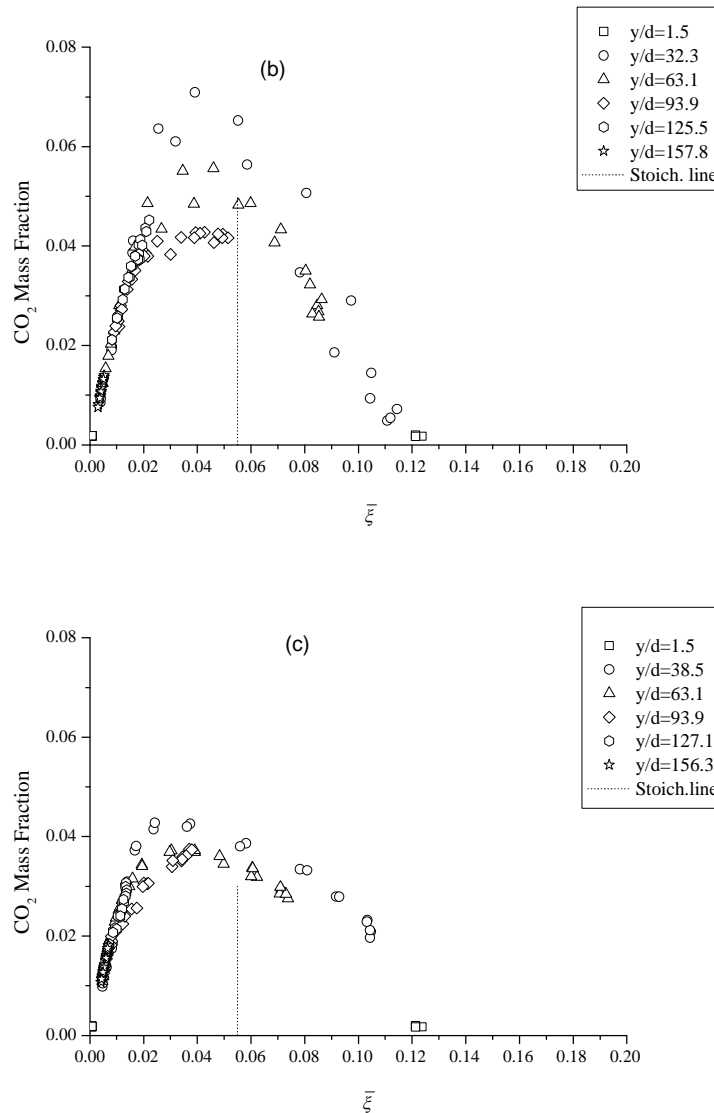 (b)
y/d=1.5
y/d=32.3
y/d=63.1
y/d=93.9
y/d=125.5
y/d=157.8
Stoich. line
0.08
0.06
0.04
0.02
0.00
CO₂ Mass Fraction
0.00 0.02 0.04 0.06 0.08 0.10 0.12 0.14 0.16 0.18 0.20
ξ̅
(c)
y/d=1.5
y/d=38.5
y/d=63.1
y/d=93.9
y/d=127.1
y/d=156.3
Stoich.line
0.08
0.06
0.04
0.02
0.00
CO₂ Mass Fraction
0.00 0.02 0.04 0.06 0.08 0.10 0.12 0.14 0.16 0.18 0.20
ξ̅